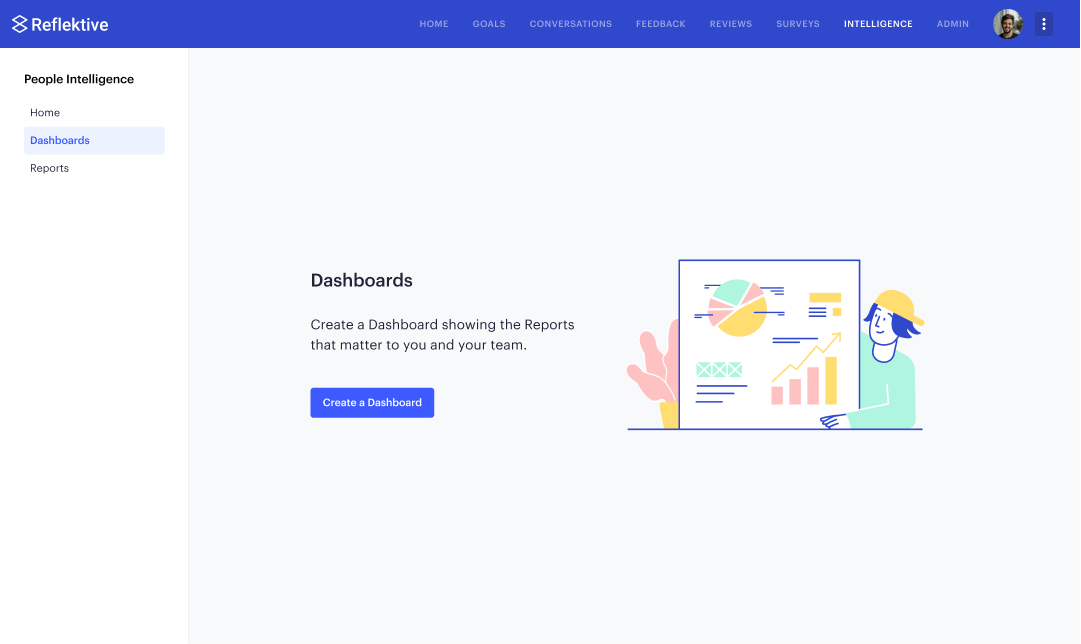 Reflektive
HOME GOALS CONVERSATIONS FEEDBACK REVIEWS SURVEYS INTELLIGENCE ADMIN
People Intelligence
Home
Dashboards
Reports
Dashboards
Create a Dashboard showing the Reports
that matter to you and your team.
Create a Dashboard